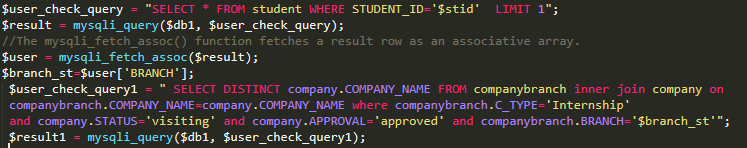 $user_check_query = "SELECT * FROM student WHERE STUDENT_ID='$stid'  LIMIT 1";
$result = mysqli_query($db1, $user_check_query);
//The mysqli_fetch_assoc() function fetches a result row as an associative array.
$user = mysqli_fetch_assoc($result);
$branch_st=$user['BRANCH'];
$user_check_query1 = " SELECT DISTINCT company.COMPANY_NAME FROM companybranch inner join company on
companybranch.COMPANY_NAME=company.COMPANY_NAME where companybranch.C_TYPE='Internship'
and company.STATUS='visiting' and company.APPROVAL='approved' and companybranch.BRANCH='$branch_st'";
$result1 = mysqli_query($db1, $user_check_query1);